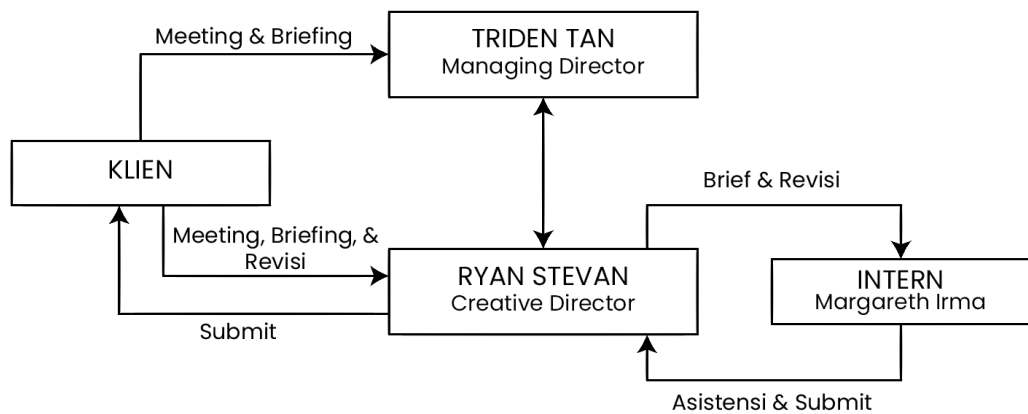 Meeting & Briefing
TRIDEN TAN
Managing Director
KLIEN
Brief & Revisi
Meeting, Briefing, &
Revisi
RYAN STEVAN
Creative Director
INTERN
Margareth Irma
Submit
Asistensi & Submit